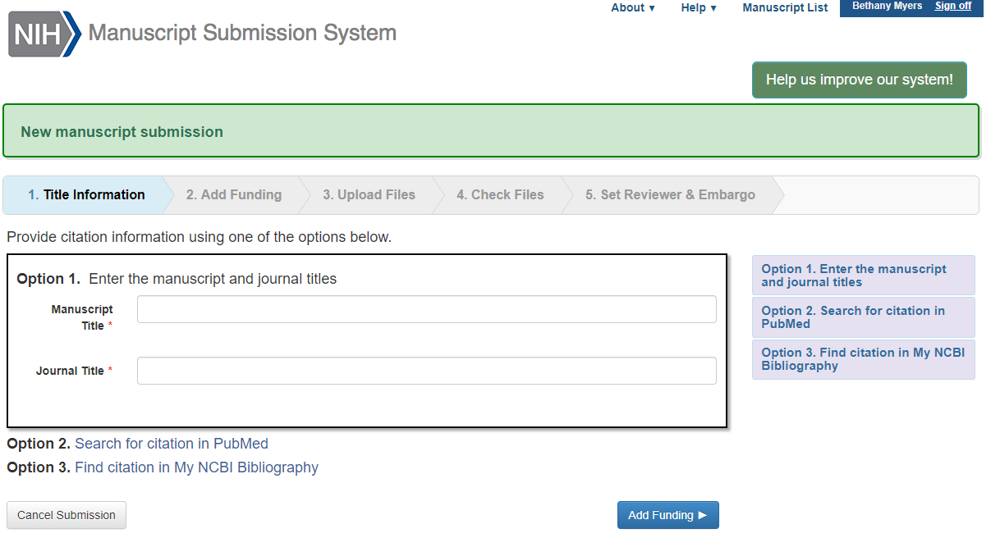 About ▼ Help ▼ Manuscript List Bethany Myers Sign off
NIH Manuscript Submission System
Help us improve our system!
New manuscript submission
1. Title Information 2. Add Funding 3. Upload Files 4. Check Files 5. Set Reviewer & Embargo
Provide citation information using one of the options below.
Option 1. Enter the manuscript and journal titles
Manuscript
Title *
Journal Title *
Option 1. Enter the manuscript
and journal titles
Option 2. Search for citation in
PubMed
Option 3. Find citation in My NCBI
Bibliography
Option 2. Search for citation in PubMed
Option 3. Find citation in My NCBI Bibliography
Cancel Submission Add Funding ►